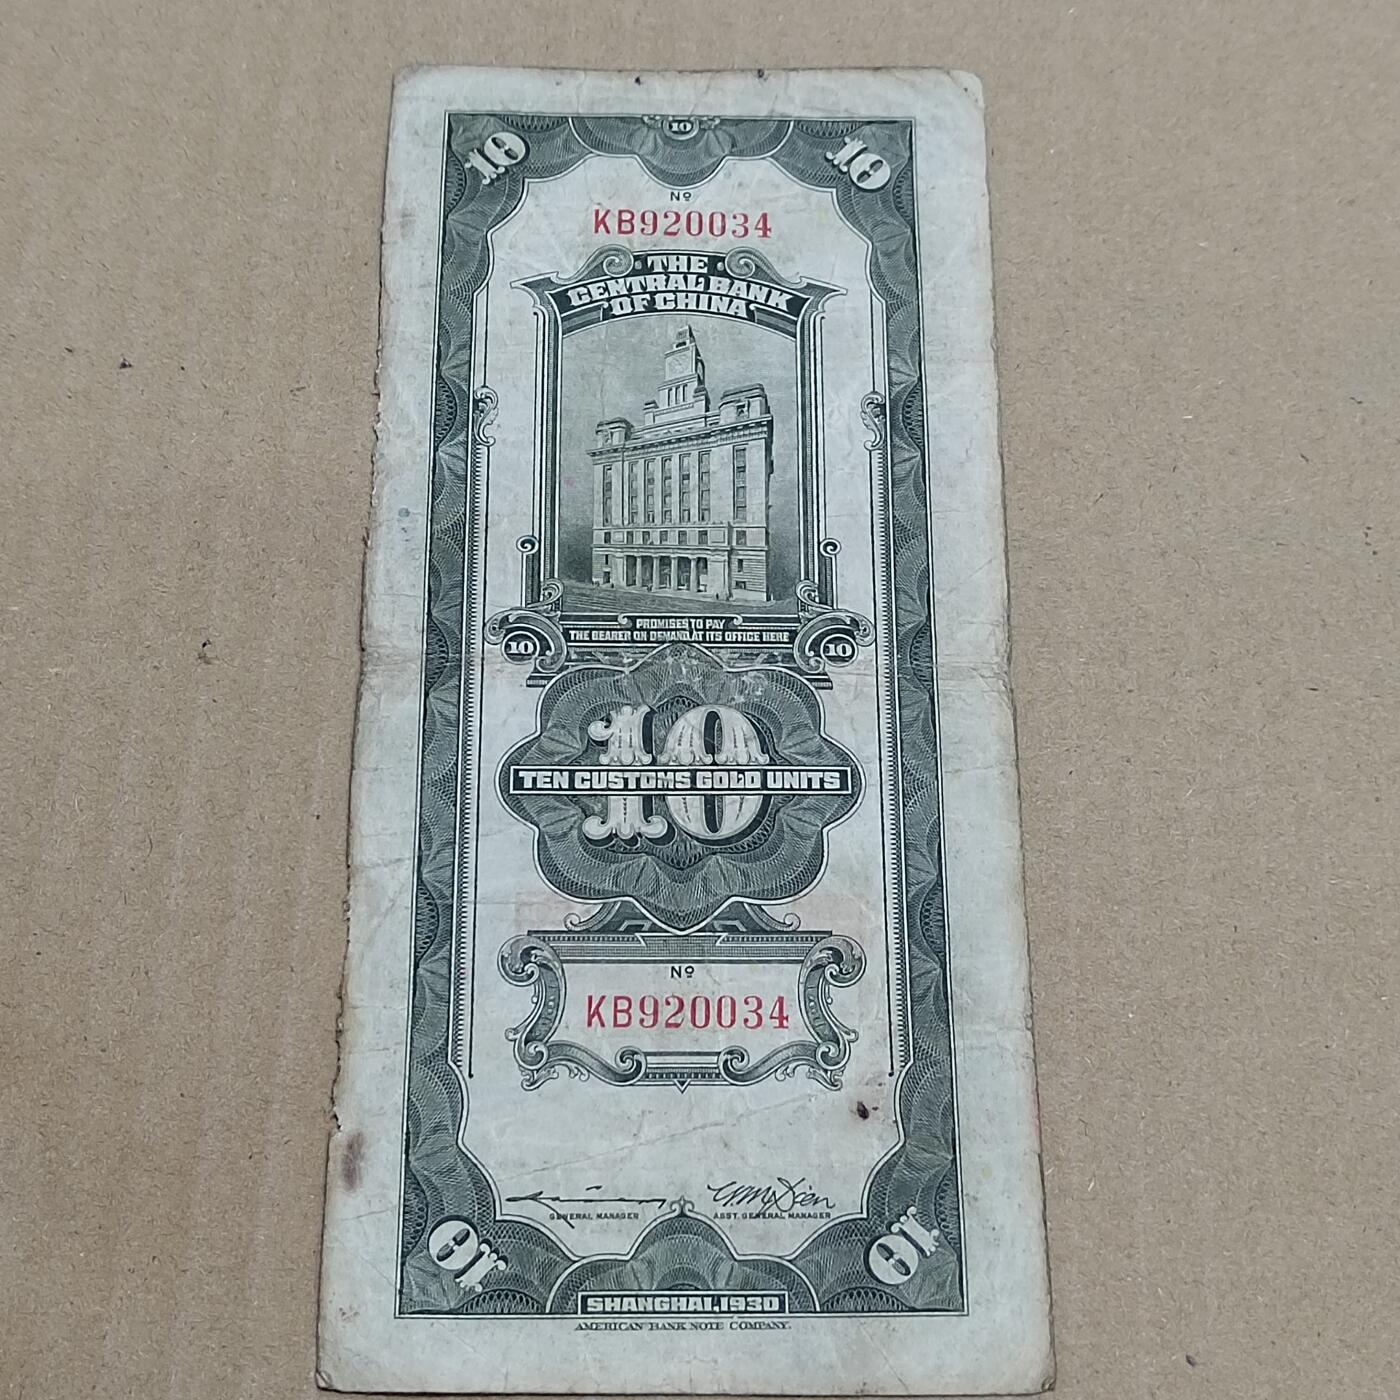 10
10 10
Nº
KB920034
THE
CENTRAL BANK
OF CHINA
PROMISES TO PAY
THE BEARER ON DEMAND AT ITS OFFICE HERE
10 10
10
TEN CUSTOMS GOLD UNITS
Nº
KB920034
GENERAL MANAGER ASST. GENERAL MANAGER
10 10
SHANGHAI, 1930
AMERICAN BANK NOTE COMPANY.